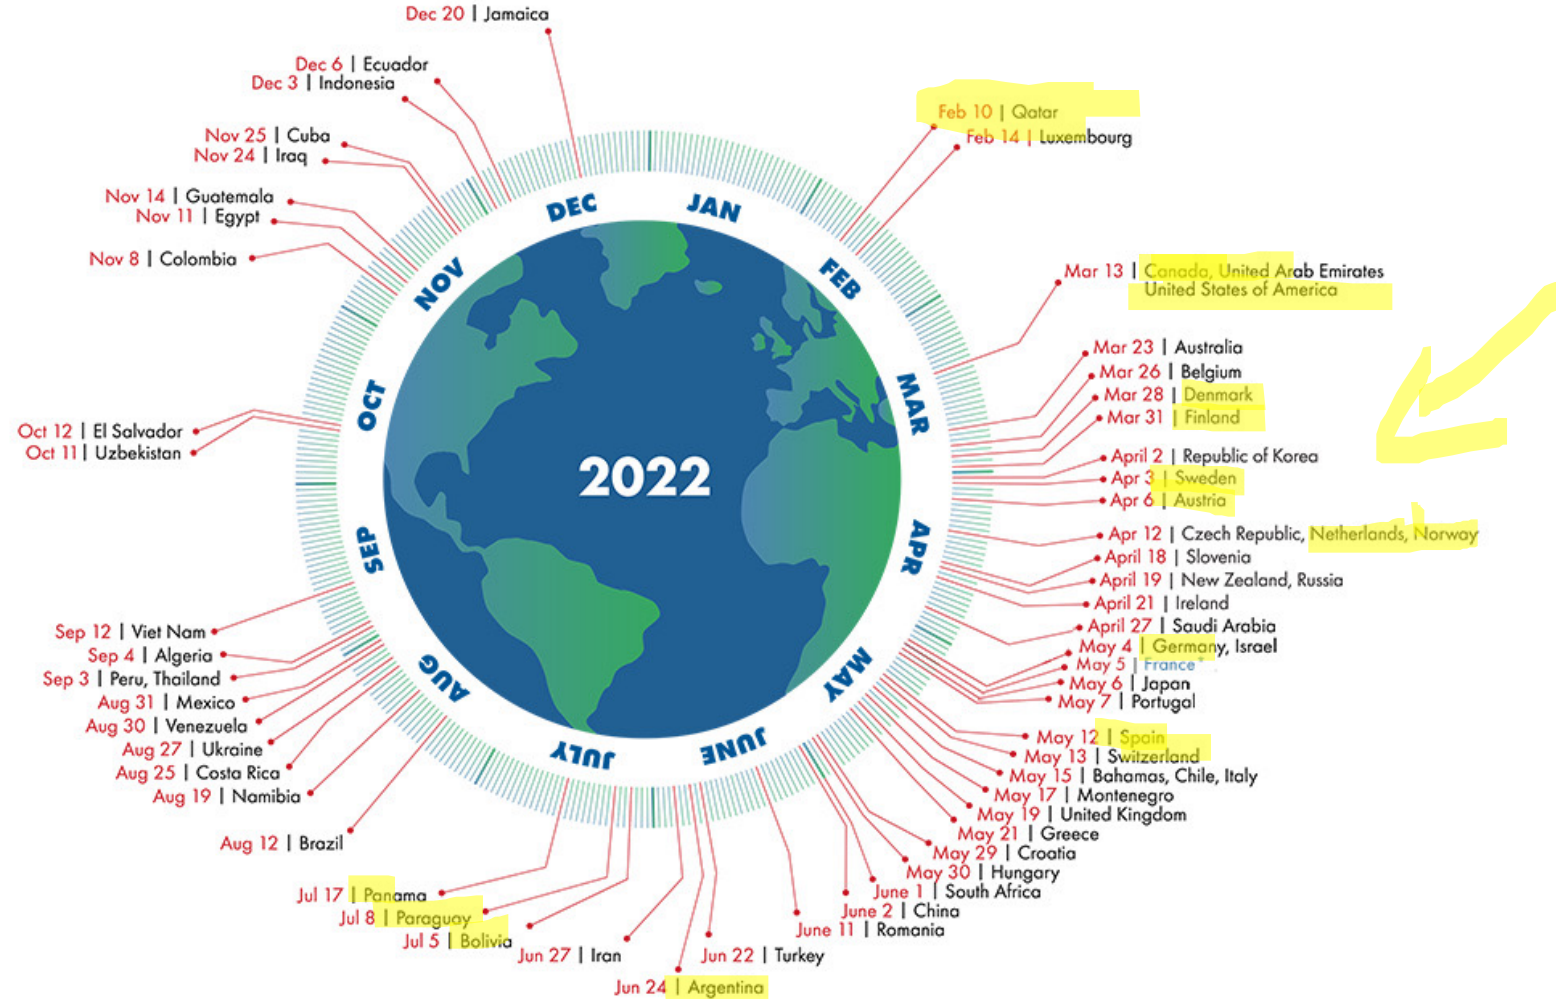 Dec 20 | Jamaica
Dec 6 | Ecuador
Dec 3 | Indonesia
Nov 25 | Cuba
Nov 24 | Iraq
Nov 14 | Guatemala
Nov 11 | Egypt
Nov 8 | Colombia
Oct 12 | El Salvador
Oct 11 | Uzbekistan
Sep 12 | Viet Nam
Sep 4 | Algeria
Sep 3 | Peru, Thailand
Aug 31 | Mexico
Aug 30 | Venezuela
Aug 27 | Ukraine
Aug 25 | Costa Rica
Aug 19 | Namibia
Aug 12 | Brazil
Jul 17 | Panama
Jul 8 | Paraguay
Jul 5 | Bolivia
Jun 27 | Iran
Jun 24 | Argentina
Jun 22 | Turkey
Feb 10 | Qatar
Feb 14 | Luxembourg
Mar 13 | Canada, United Arab Emirates
United States of America
Mar 23 | Australia
Mar 26 | Belgium
Mar 28 | Denmark
Mar 31 | Finland
April 2 | Republic of Korea
Apr 3 | Sweden
Apr 6 | Austria
Apr 12 | Czech Republic, Netherlands, Norway
April 18 | Slovenia
April 19 | New Zealand, Russia
April 21 | Ireland
April 27 | Saudi Arabia
May 4 | Germany, Israel
May 5 | France*
May 6 | Japan
May 7 | Portugal
May 12 | Spain
May 13 | Switzerland
May 15 | Bahamas, Chile, Italy
May 17 | Montenegro
May 19 | United Kingdom
May 21 | Greece
May 29 | Croatia
May 30 | Hungary
June 1 | South Africa
June 2 | China
June 11 | Romania
JAN
FEB
MAR
APR
MAY
JUNE
JULY
AUG
SEP
OCT
NOV
DEC
2022